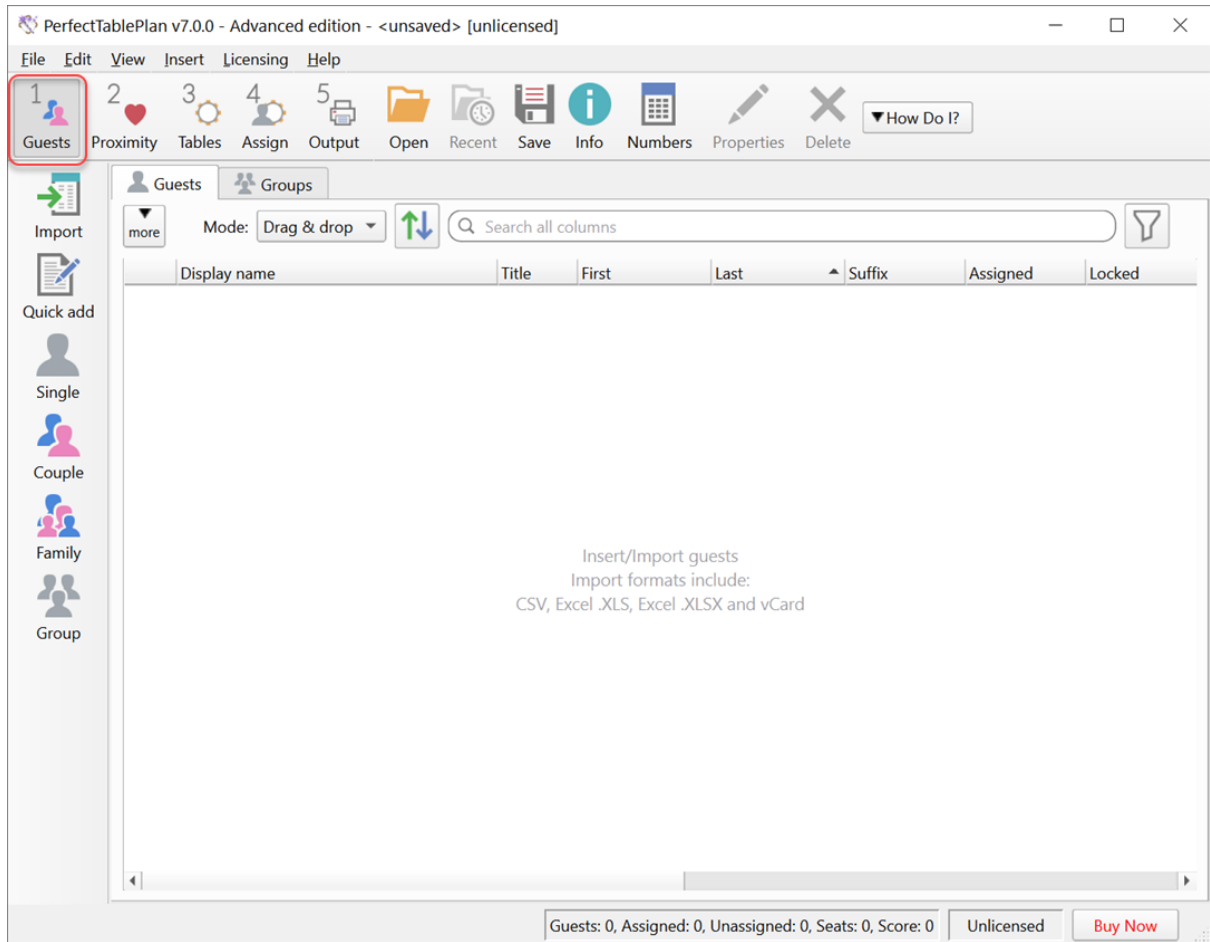 PerfectTablePlan v7.0.0 - Advanced edition - <unsaved> [unlicensed]
File Edit View Insert Licensing Help
1 2 3 4 5
Guests Proximity Tables Assign Output Open Recent Save Info Numbers Properties Delete ▼How Do I?
Guests Groups
Import
more Mode: Drag & drop Search all columns
Display name Title First Last Suffix Assigned Locked
Quick add
Single
Couple
Family
Group
Insert/Import guests
Import formats include:
CSV, Excel .XLS, Excel .XLSX and vCard
Guests: 0, Assigned: 0, Unassigned: 0, Seats: 0, Score: 0 Unlicensed Buy Now